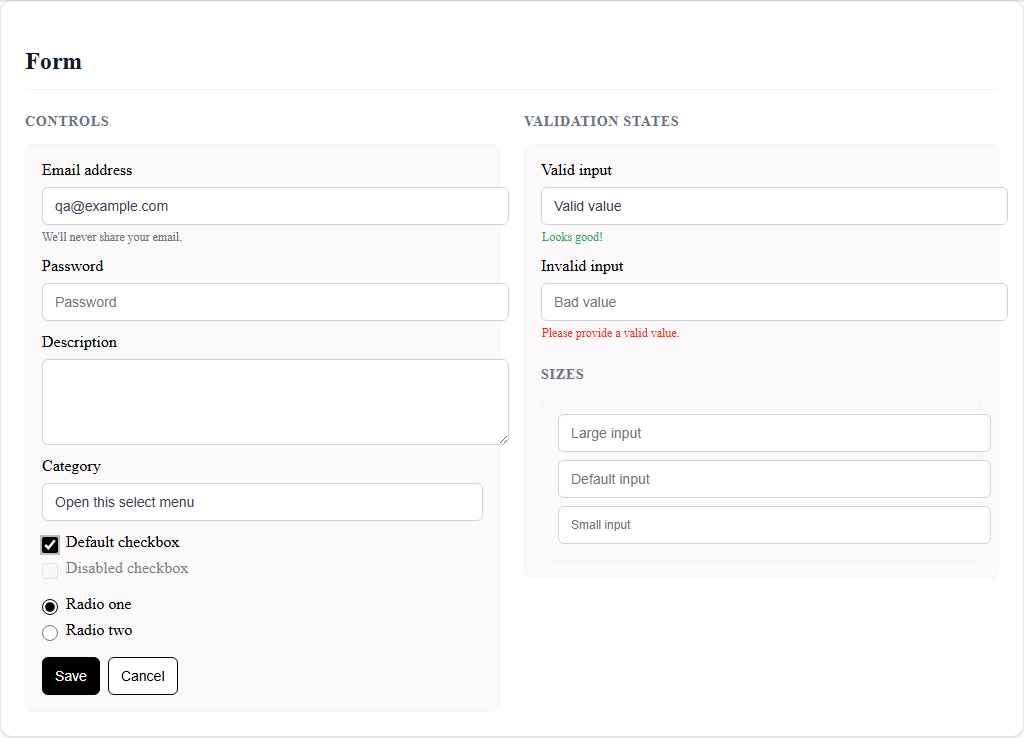 Form
CONTROLS
Email address
qa@example.com
We'll never share your email.
Password
Password
Description
Category
Open this select menu
Default checkbox
Disabled checkbox
Radio one
Radio two
Save
Cancel
VALIDATION STATES
Valid input
Valid value
Looks good!
Invalid input
Bad value
Please provide a valid value.
SIZES
Large input
Default input
Small input